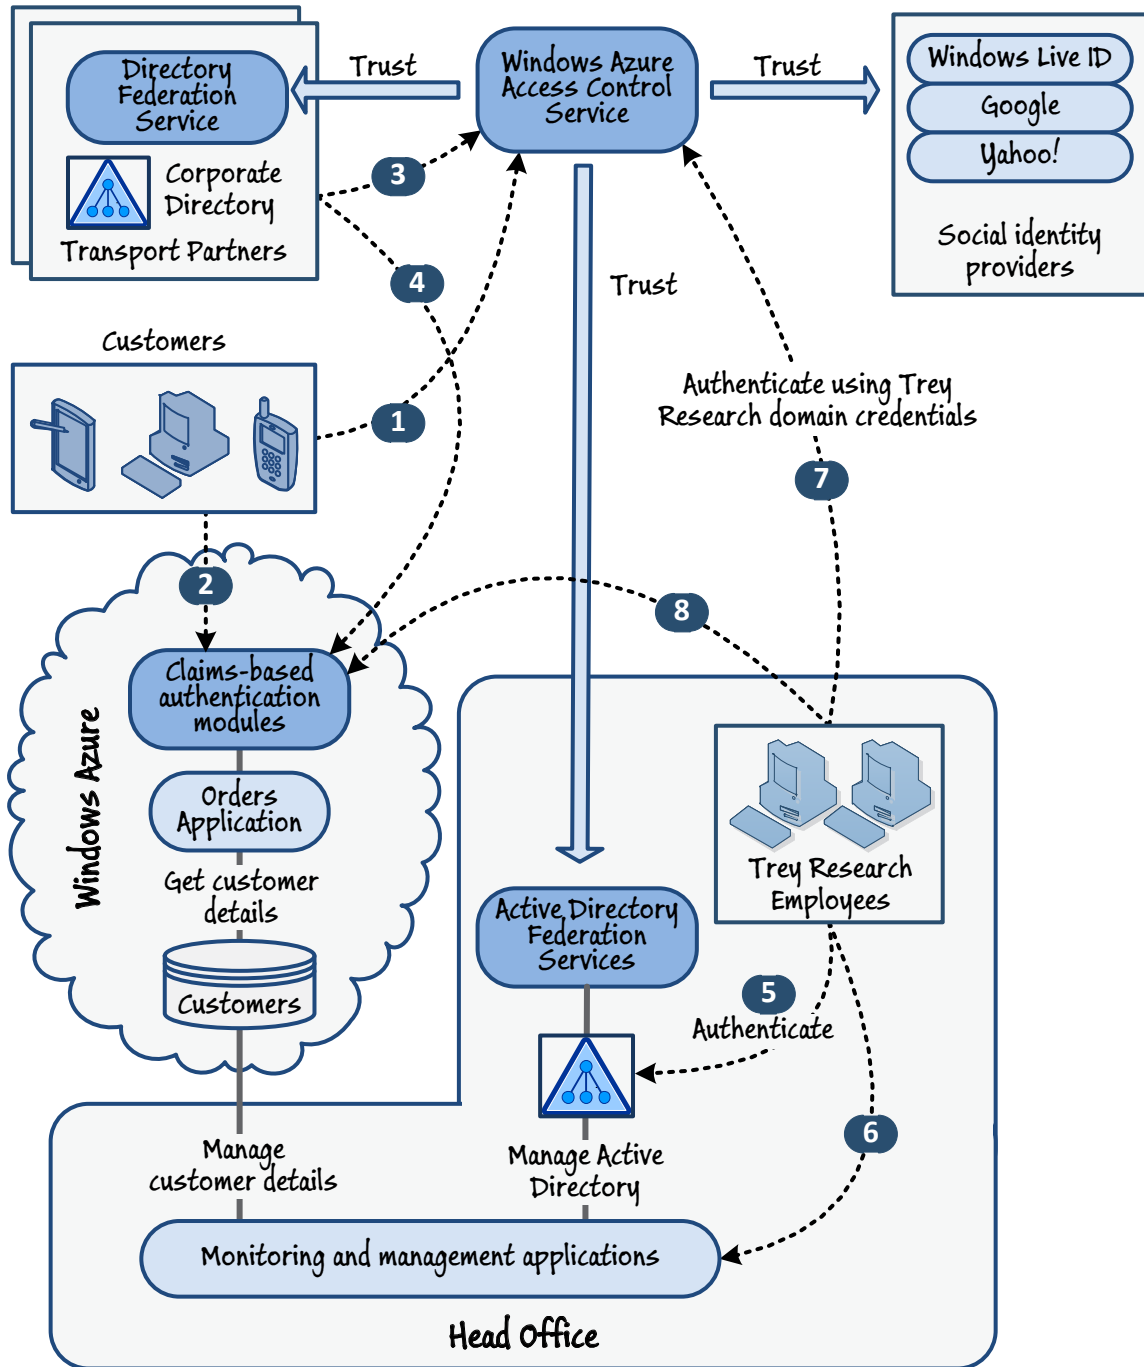 Directory
Federation
Service
Corporate
Directory
Transport Partners
Trust
Windows Azure
Access Control
Service
Trust
Windows Live ID
Google
Yahoo!
Social identity
providers
3
4
Trust
Customers
1
Authenticate using Trey
Research domain credentials
7
2
8
Claims-based
authentication
modules
Windows Azure
Orders
Application
Get customer
details
Customers
Trey Research
Employees
Active Directory
Federation
Services
5
Authenticate
6
Manage
customer details
Manage Active
Directory
Monitoring and management applications
Head Office